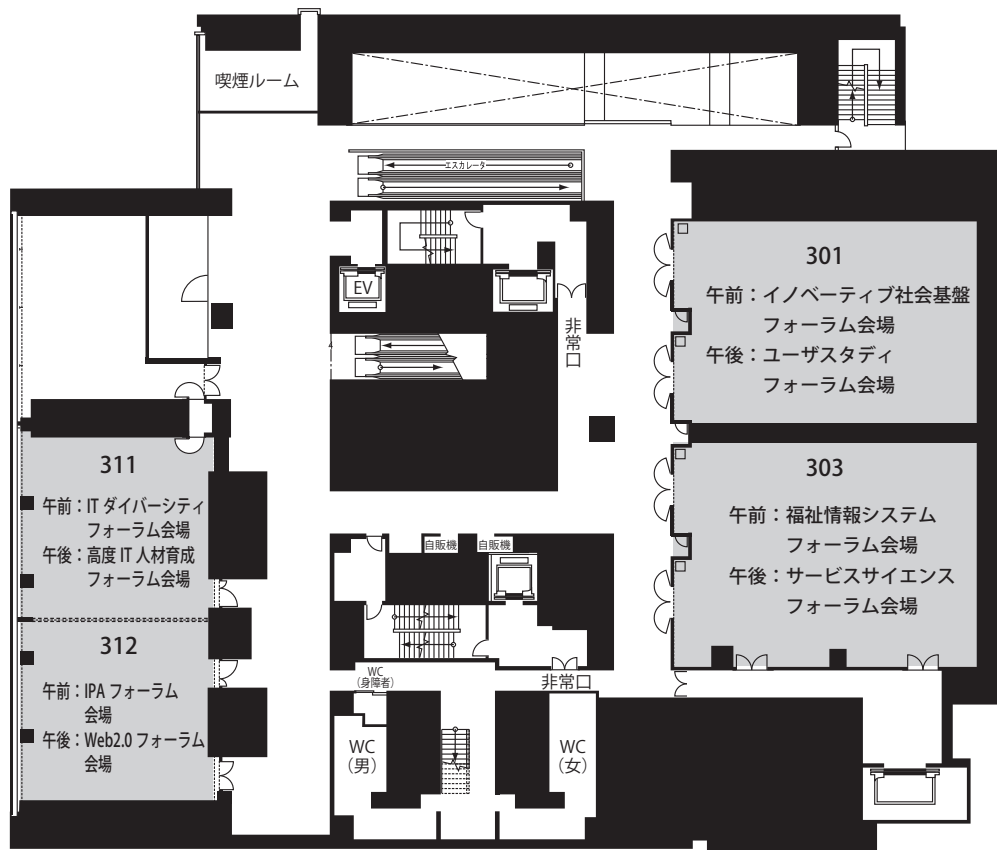 喫煙ルーム
エスカレータ
EV
非常口
301
午前：イノベーティブ社会基盤
フォーラム会場
午後：ユーザスタディ
フォーラム会場
311
午前：IT ダイバーシティ
フォーラム会場
午後：高度 IT 人材育成
フォーラム会場
303
午前：福祉情報システム
フォーラム会場
午後：サービスサイエンス
フォーラム会場
自販機
自販機
312
午前：IPA フォーラム
会場
午後：Web2.0 フォーラム
会場
WC
（身障者）
非常口
WC
（男）
WC
（女）